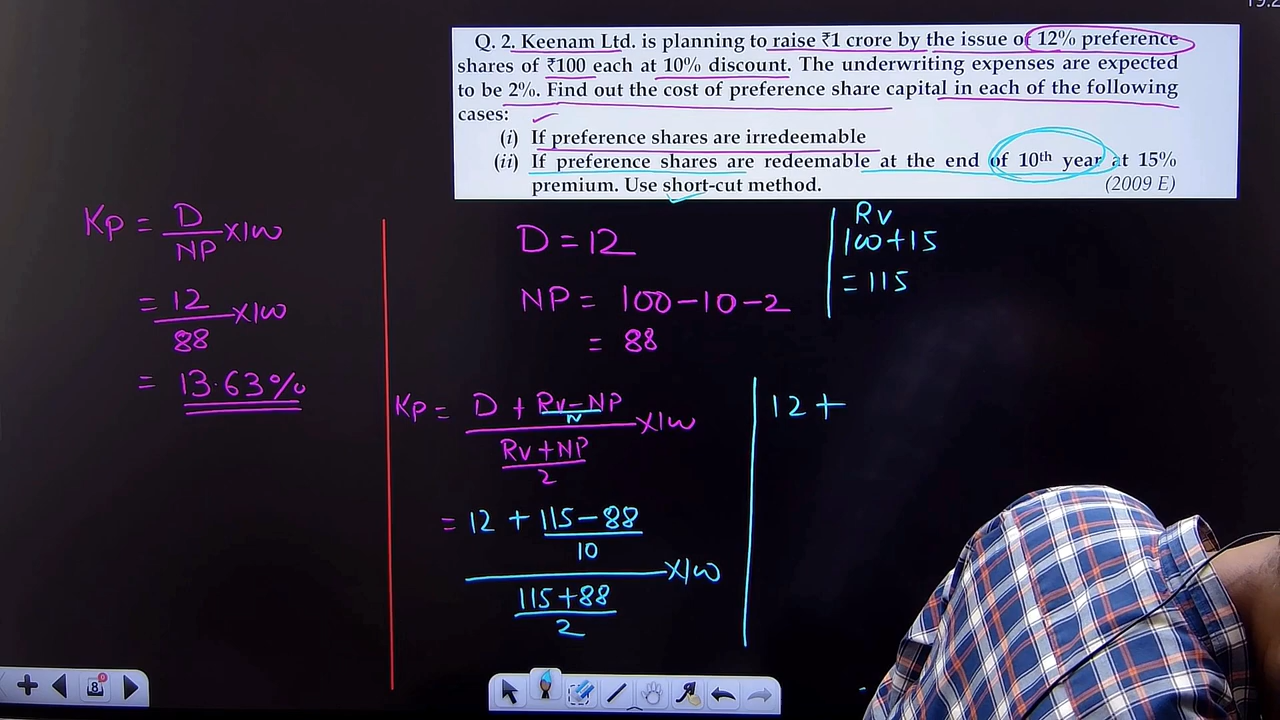 Q. 2. Keenam Ltd. is planning to raise ₹1 crore by the issue of 12% preference
shares of ₹100 each at 10% discount. The underwriting expenses are expected
to be 2%. Find out the cost of preference share capital in each of the following
cases:
(i) If preference shares are irredeemable
(ii) If preference shares are redeemable at the end of 10th year at 15%
premium. Use short-cut method.
(2009 E)
Kp = D/NP × 100
= 12/88 × 100
= 13.63%
D = 12
NP = 100 - 10 - 2
= 88
Rv
100 + 15
= 115
Kp = D + Rv - NP
N
× 100
Rv + NP
2
= 12 + 115 - 88
10
× 100
115 + 88
2
12 +
8